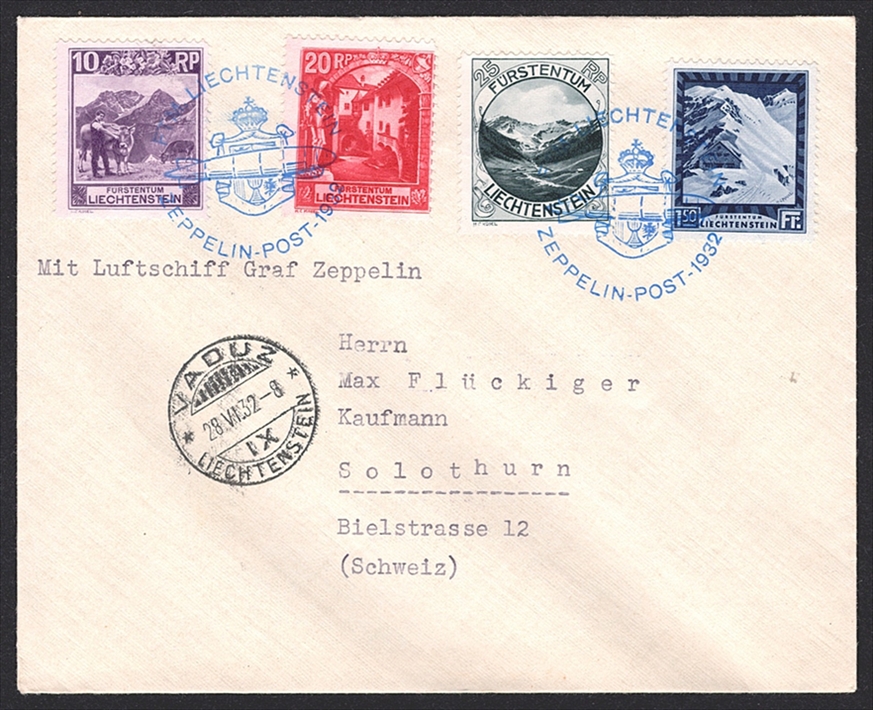 10 RP
FÜRSTENTUM
LIECHTENSTEIN
20 RP
FÜRSTENTUM
LIECHTENSTEIN
25 RP
FÜRSTENTUM
LIECHTENSTEIN
1.50 FR.
FÜRSTENTUM
LIECHTENSTEIN
LIECHTENSTEIN
ZEPPELIN-POST-1932
LIECHTEN
ZEPPELIN-POST-1932
Mit Luftschiff Graf Zeppelin
Herrn
Max Flückiger
Kaufmann
Solothurn
Bielstrasse 12
(Schweiz)
VADUZ
28.VII.32-8
IX
LIECHTENSTEIN